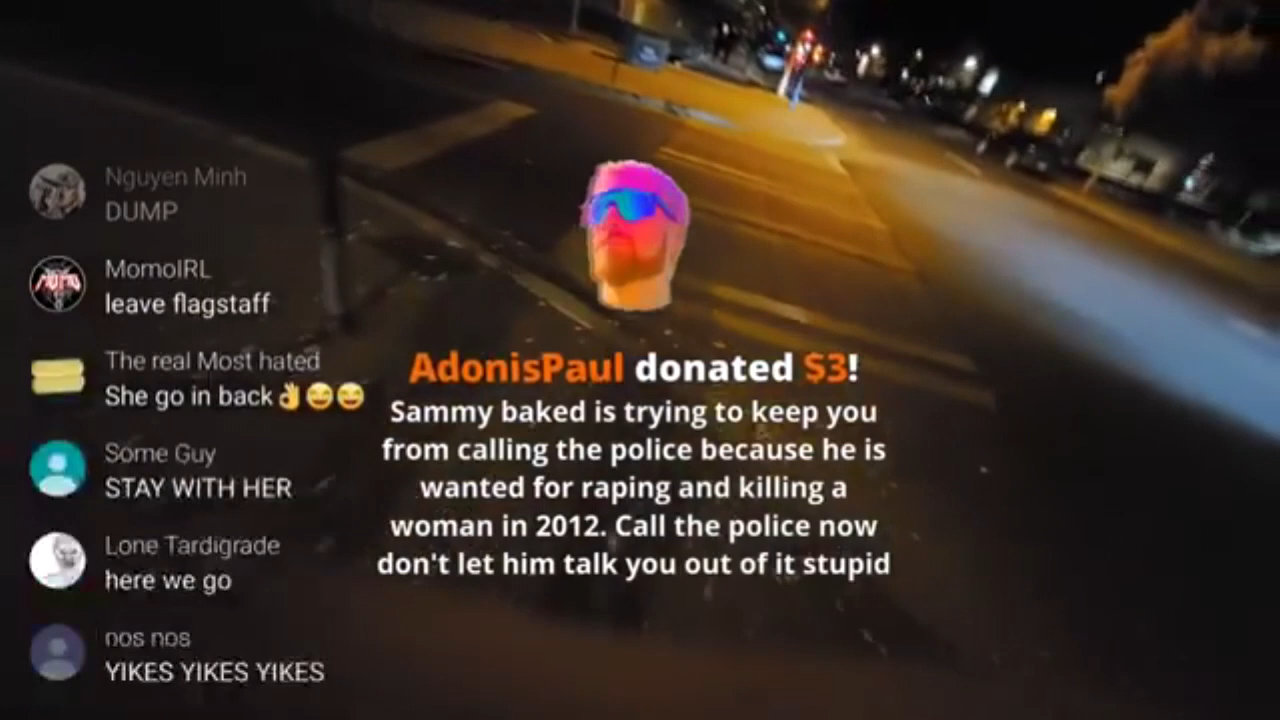 Nguyen Minh
DUMP
MomoIRL
leave flagstaff
The real Most hated
She go in back✌😂😂
Some Guy
STAY WITH HER
Lone Tardigrade
here we go
nos nos
YIKES YIKES YIKES
AdonisPaul donated $3!
Sammy baked is trying to keep you
from calling the police because he is
wanted for raping and killing a
woman in 2012. Call the police now
don't let him talk you out of it stupid